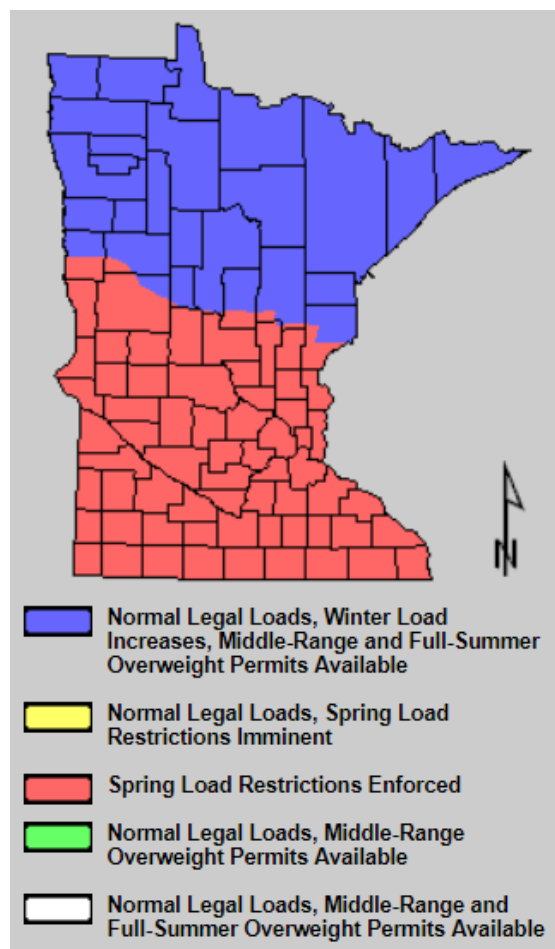 N
Normal Legal Loads, Winter Load
Increases, Middle-Range and Full-Summer
Overweight Permits Available
Normal Legal Loads, Spring Load
Restrictions Imminent
Spring Load Restrictions Enforced
Normal Legal Loads, Middle-Range
Overweight Permits Available
Normal Legal Loads, Middle-Range and
Full-Summer Overweight Permits Available